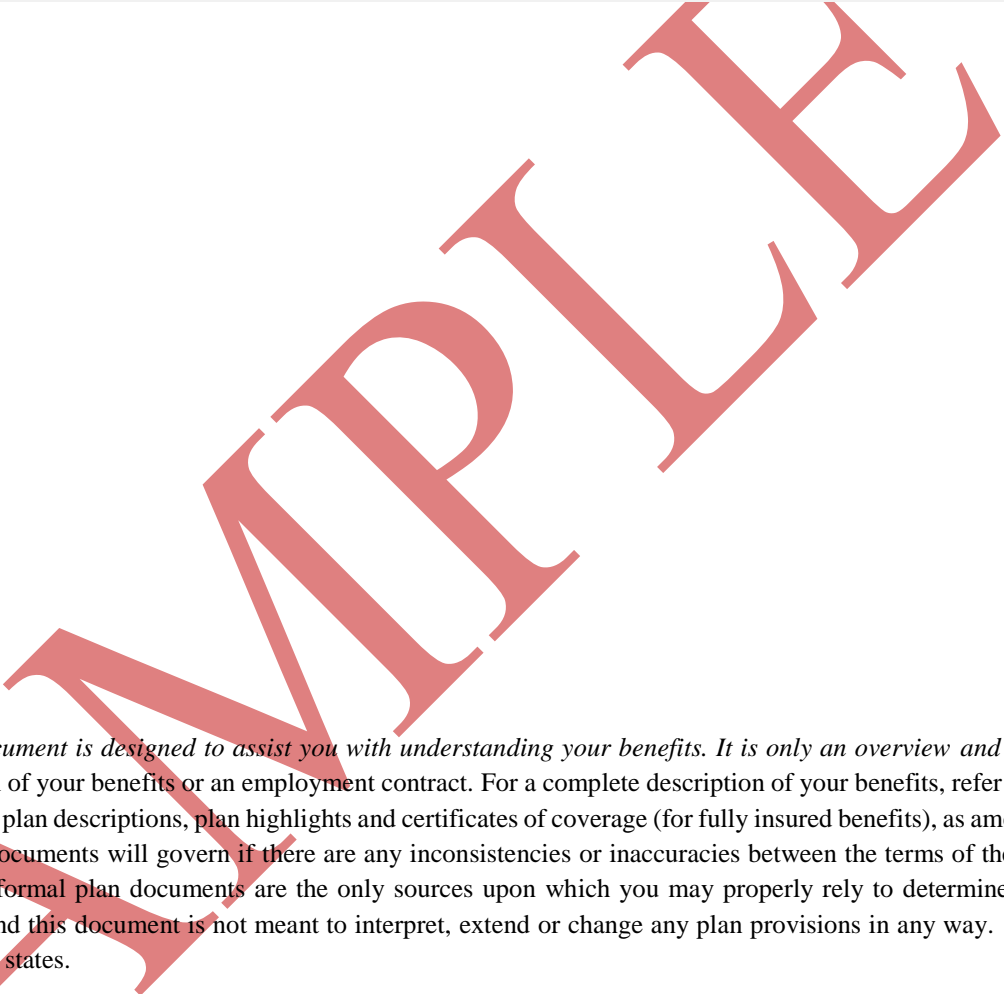 AMPLE
cument is designed to assist you with understanding your benefits. It is only an overview and
of your benefits or an employment contract. For a complete description of your benefits, refer
plan descriptions, plan highlights and certificates of coverage (for fully insured benefits), as am
ocuments will govern if there are any inconsistencies or inaccuracies between the terms of the
formal plan documents are the only sources upon which you may properly rely to determine
nd this document is not meant to interpret, extend or change any plan provisions in any way.
states.